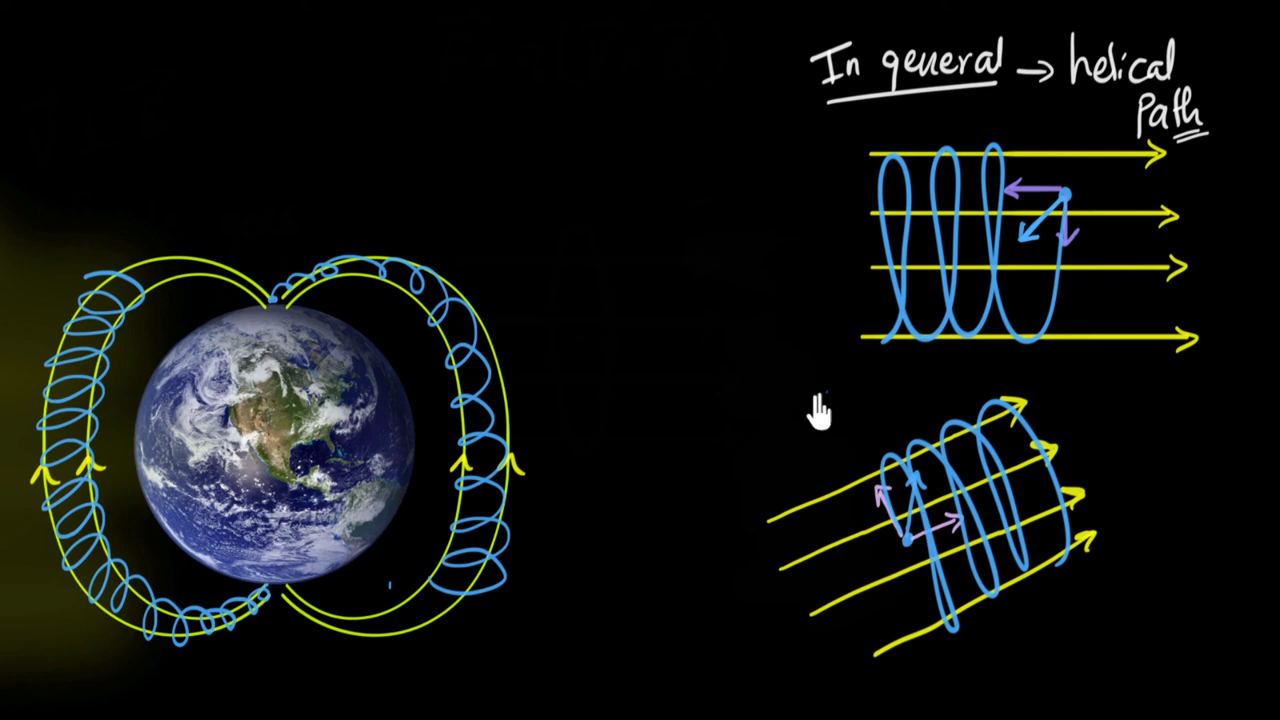 In general → helical
path